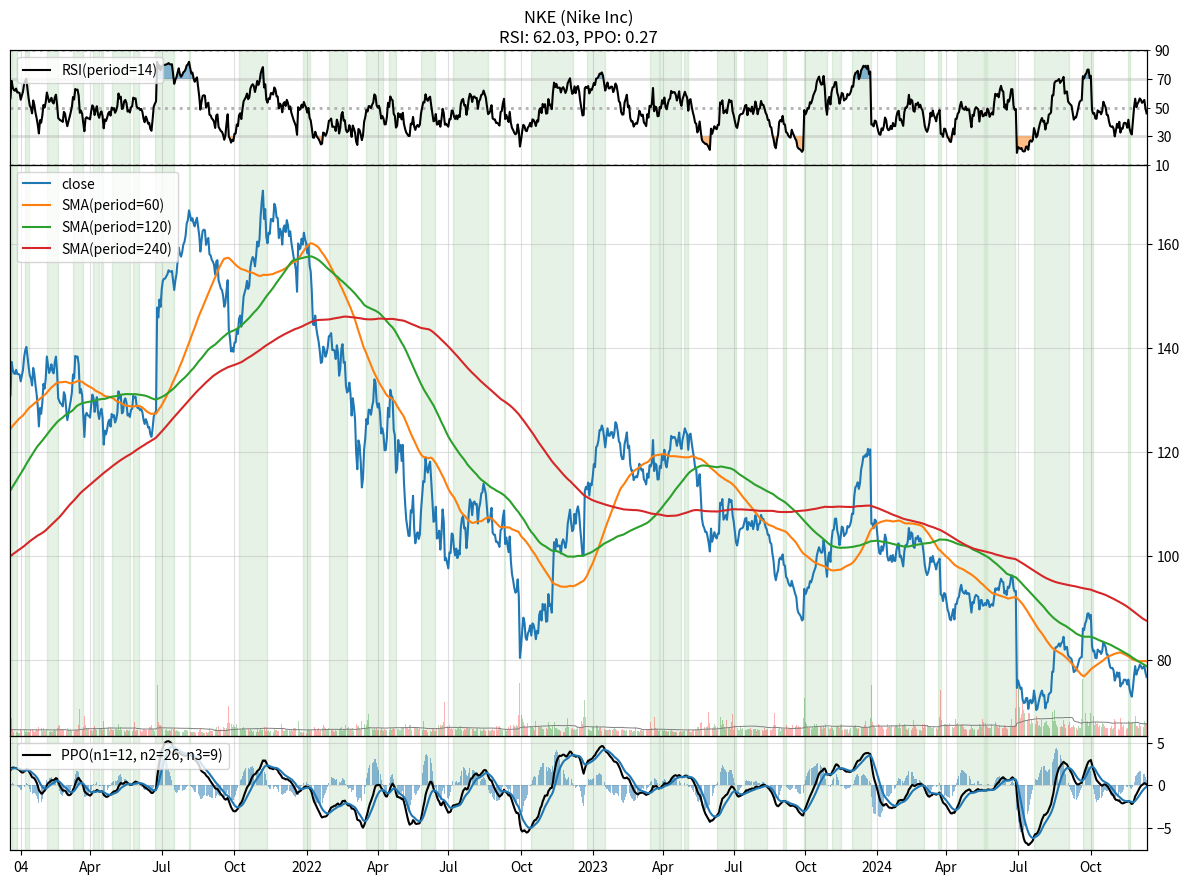 NKE (Nike Inc)
RSI: 62.03, PPO: 0.27
RSI(period=14)
90
70
50
30
10
close
SMA(period=60)
SMA(period=120)
SMA(period=240)
160
140
120
100
80
PPO(n1=12, n2=26, n3=9)
5
0
−5
04 Apr Jul Oct 2022 Apr Jul Oct 2023 Apr Jul Oct 2024 Apr Jul Oct